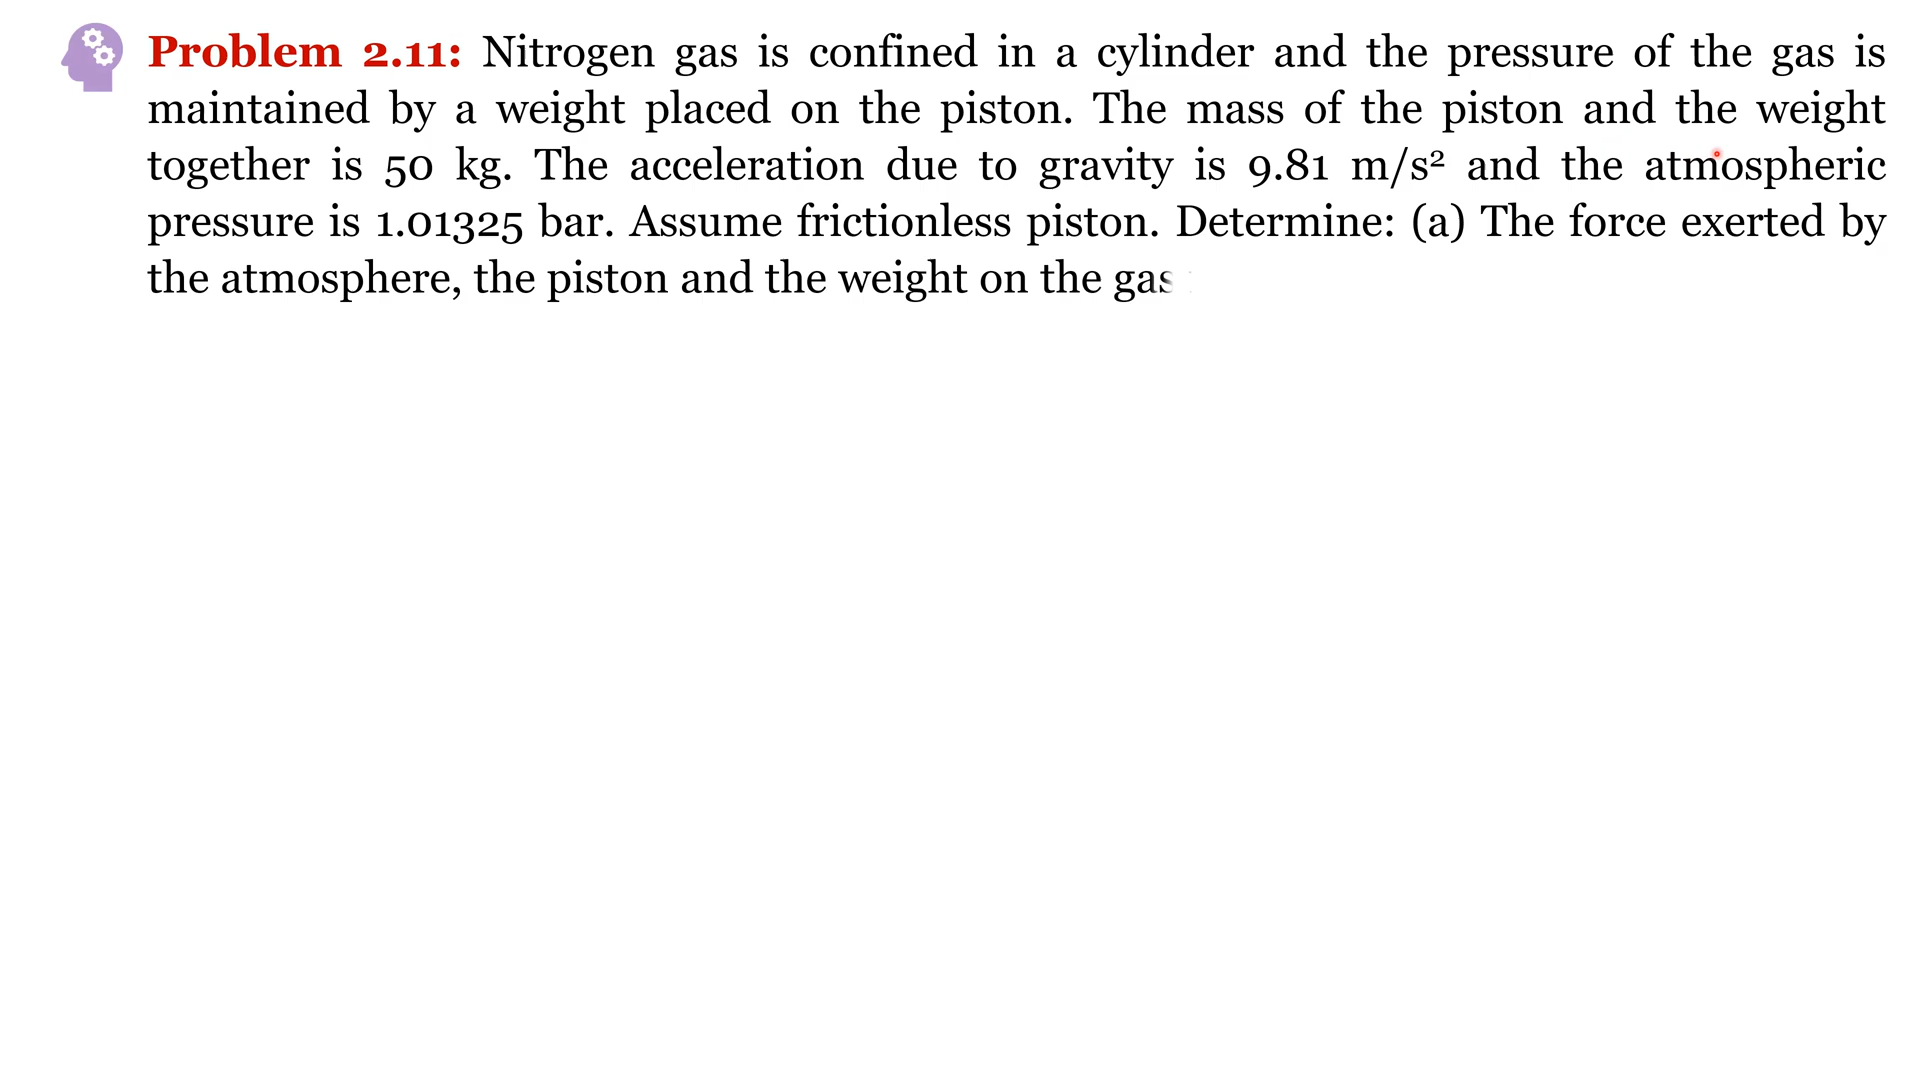 Problem 2.11: Nitrogen gas is confined in a cylinder and the pressure of the gas is
maintained by a weight placed on the piston. The mass of the piston and the weight
together is 50 kg. The acceleration due to gravity is 9.81 m/s² and the atmospheric
pressure is 1.01325 bar. Assume frictionless piston. Determine: (a) The force exerted by
the atmosphere, the piston and the weight on the gas